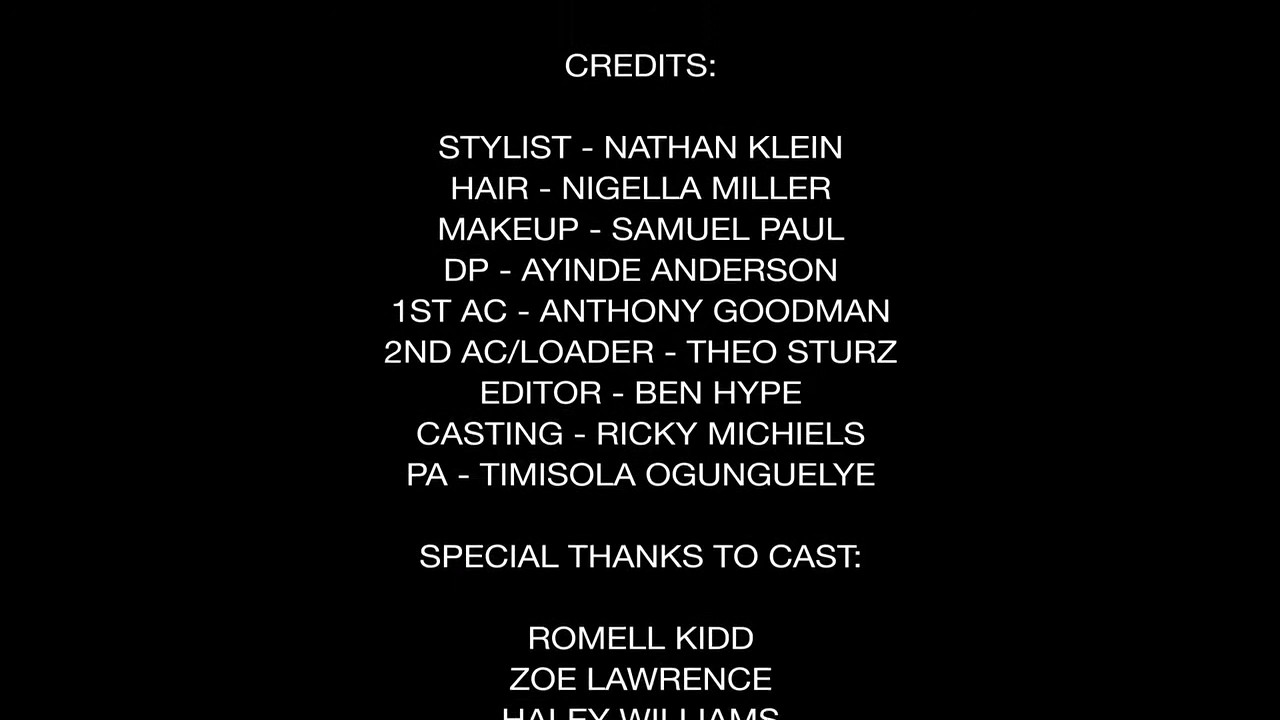 CREDITS:
STYLIST - NATHAN KLEIN
HAIR - NIGELLA MILLER
MAKEUP - SAMUEL PAUL
DP - AYINDE ANDERSON
1ST AC - ANTHONY GOODMAN
2ND AC/LOADER - THEO STURZ
EDITOR - BEN HYPE
CASTING - RICKY MICHIELS
PA - TIMISOLA OGUNGUELYE
SPECIAL THANKS TO CAST:
ROMELL KIDD
ZOE LAWRENCE
HALEY WILLIAMS